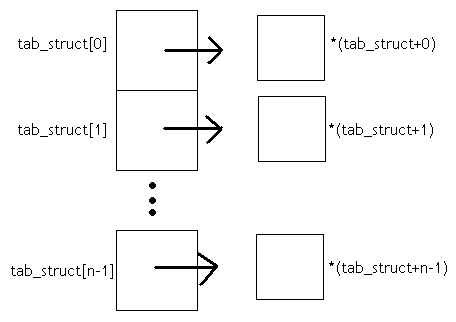 tab_struct[0]
*(tab_struct+0)
tab_struct[1]
*(tab_struct+1)
tab_struct[n-1]
*(tab_struct+n-1)